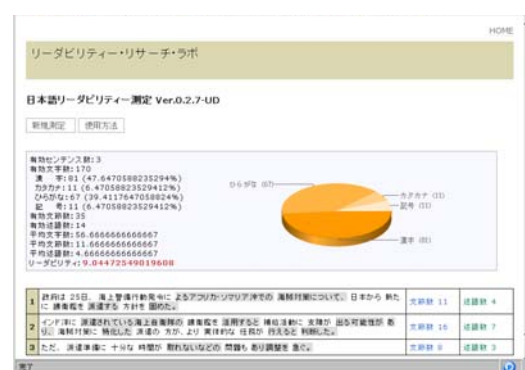 HOME
リーダビリティー・リサーチ・ラボ
日本語リーダビリティー測定 Ver.0.2.7-UD
新規測定 使用方法
有効センテンス数:3
有効文字数:170
漢 字:81 (47.6470588235294%)
カタカナ:11 (6.47058823529412%)
ひらがな:67 (39.4117647058824%)
記 号:11 (6.47058823529412%)
有効文節数:35
有効述語数:14
平均文字数:56.6666666666667
平均文節数:11.6666666666667
平均述語数:4.66666666666667
リーダビリティ:9.04472549019608
ひらがな (67)
カタカナ (11)
記号 (11)
漢字 (81)
1 政府は 25日、 海上警備行動発令に よるアフリカ・ソマリア沖での 海賊対策について、 日本から 新た
に 護衛艦を 派遣する 方針を 固めた。 文節数 11 述語数 4
2 インド洋に 派遣されている海上自衛隊の 護衛艦を 活用すると 補給活動に 支障が 出る可能性が あ
り、 海賊対策に 特化した 派遣の 方が、より 実体的な 任務が 行えると 判断した。 文節数 16 述語数 7
3 ただ、 派遣準備に 十分な 時間が 取れないなどの 問題も あり調整を 急ぐ。 文節数 8 述語数 3
完了